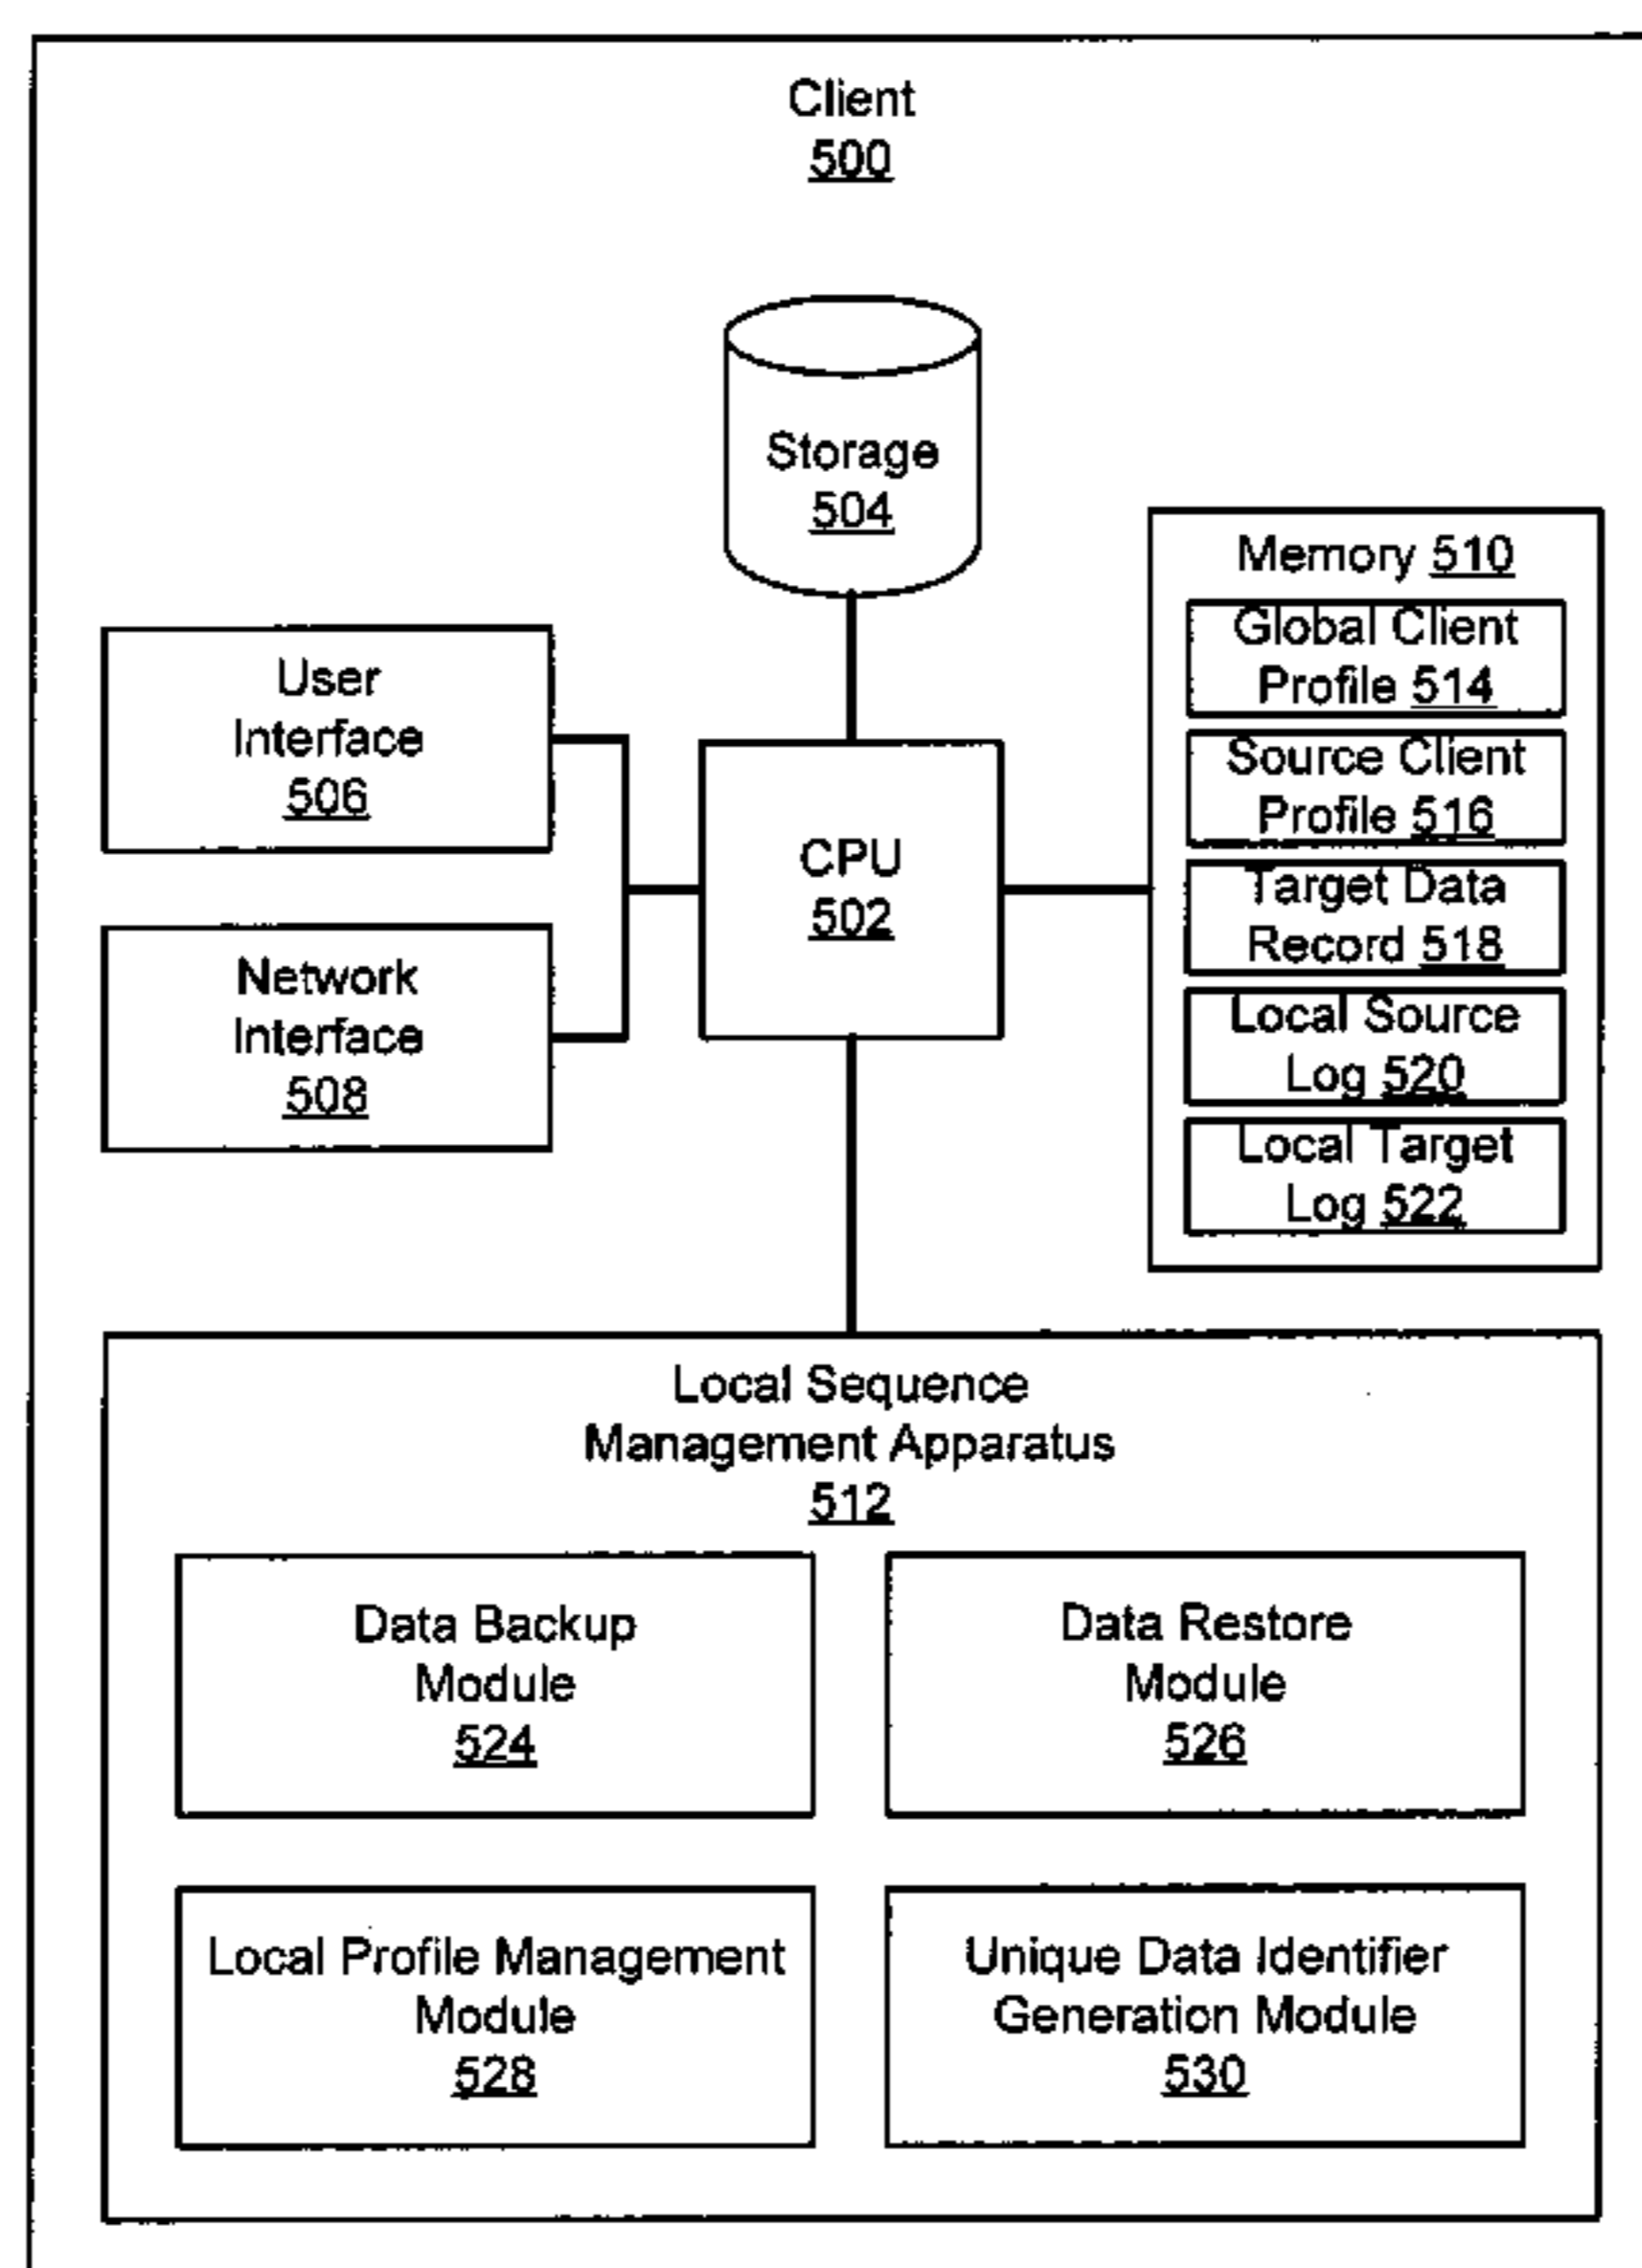 Client
500
Storage
504
User
Interface
506
Network
Interface
508
CPU
502
Memory 510
Global Client
Profile 514
Source Client
Profile 516
Target Data
Record 518
Local Source
Log 520
Local Target
Log 522
Local Sequence
Management Apparatus
512
Data Backup
Module
524
Data Restore
Module
526
Local Profile Management
Module
528
Unique Data Identifier
Generation Module
530